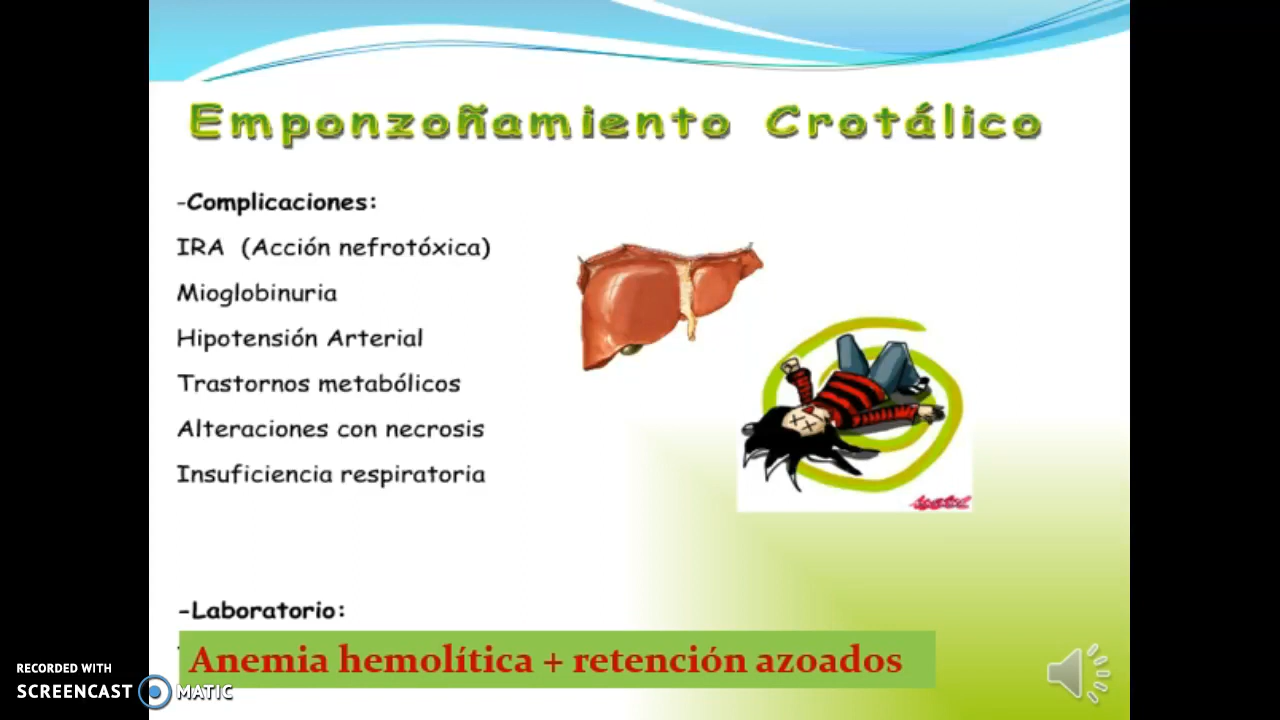 Emponzoñamiento Crotálico
-Complicaciones:
IRA (Acción nefrotóxica)
Mioglobinuria
Hipotensión Arterial
Trastornos metabólicos
Alteraciones con necrosis
Insuficiencia respiratoria
-Laboratorio:
Anemia hemolítica + retención azoados
RECORDED WITH
SCREENCAST MATIC